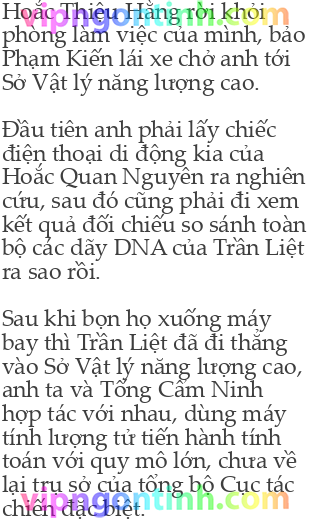 Hoắc Thiệu Hằng rời khỏi
phòng làm việc của mình, bảo
Phạm Kiến lái xe chở anh tới
Sở Vật lý năng lượng cao.
Đầu tiên anh phải lấy chiếc
điện thoại di động kia của
Hoắc Quan Nguyên ra nghiên
cứu, sau đó cũng phải đi xem
kết quả đối chiếu so sánh toàn
bộ các dãy DNA của Trần Liệt
ra sao rồi.
Sau khi bọn họ xuống máy
bay thì Trần Liệt đã đi thẳng
vào Sở Vật lý năng lượng cao,
anh ta và Tống Cẩm Ninh
hợp tác với nhau, dùng máy
tính lượng tử tiến hành tính
toán với quy mô lớn, chưa về
lại trụ sở của tổng bộ Cục tác
chiến đặc biệt.
vipngontinh.com
vipngontinh.com